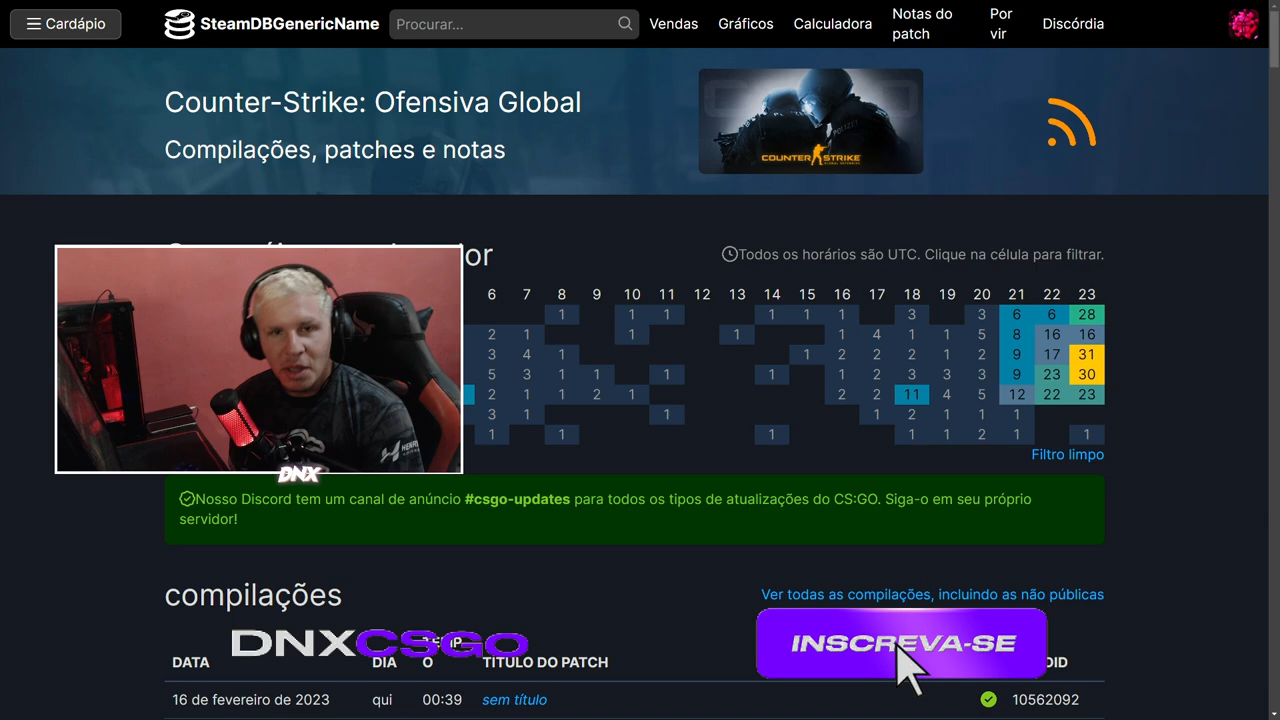 Cardápio
SteamDBGenericName
Procurar...
Vendas
Gráficos
Calculadora
Notas do
patch
Por
vir
Discórdia
Counter-Strike: Ofensiva Global
Compilações, patches e notas
COUNTER STRIKE
GLOBAL OFFENSIVE
POLIZEI
Todos os horários são UTC. Clique na célula para filtrar.
6 7 8 9 10 11 12 13 14 15 16 17 18 19 20 21 22 23
1 1 1 1 1 1 3 3 6 6 28
2 1 1 1 1 4 1 1 5 8 16 16
3 4 1 1 2 2 2 1 2 9 17 31
5 3 1 1 1 1 1 2 3 3 3 9 23 30
2 1 1 2 1 2 2 11 4 5 12 22 23
3 1 1 1 2 1 1 1
1 1 1 1 1 2 1 1
Filtro limpo
DNX
Nosso Discord tem um canal de anúncio #csgo-updates para todos os tipos de atualizações do CS:GO. Siga-o em seu próprio
servidor!
compilações
Ver todas as compilações, incluindo as não públicas
DNXCSGO
INSCREVA-SE
DATA DIA O TÍTULO DO PATCH
16 de fevereiro de 2023 qui 00:39 sem título 10562092